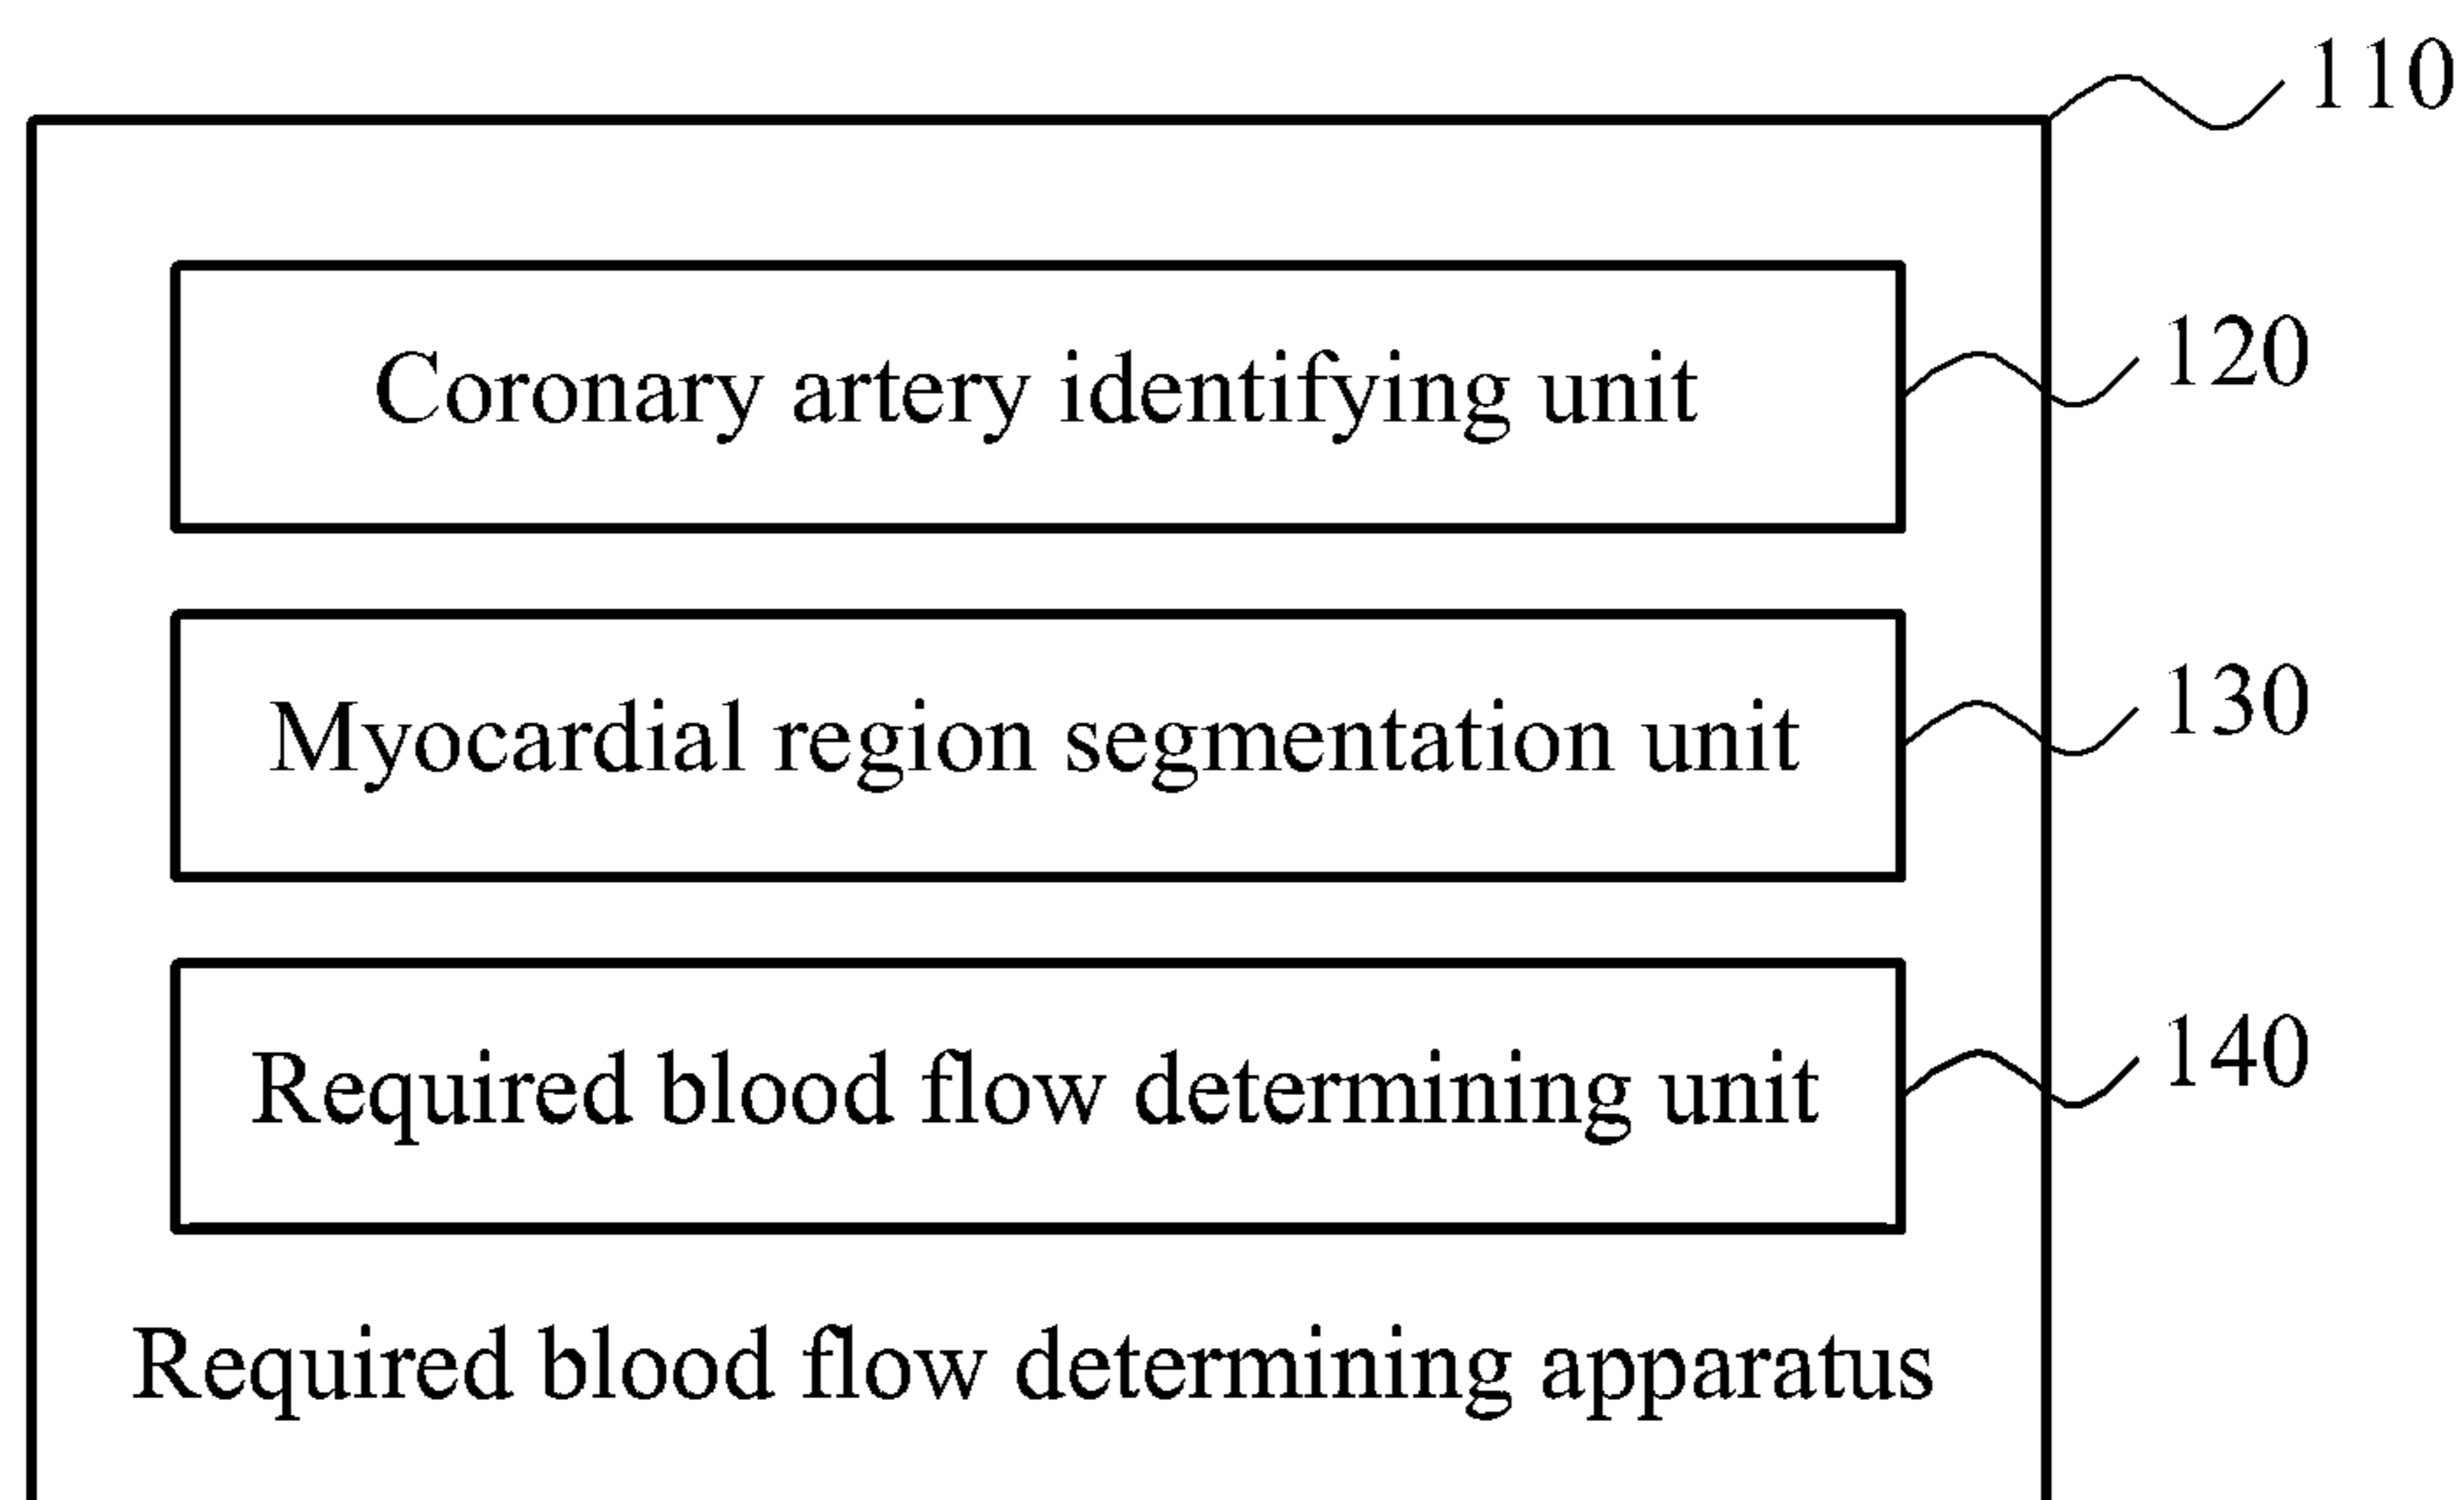 110
Coronary artery identifying unit 120
Myocardial region segmentation unit 130
Required blood flow determining unit 140
Required blood flow determining apparatus